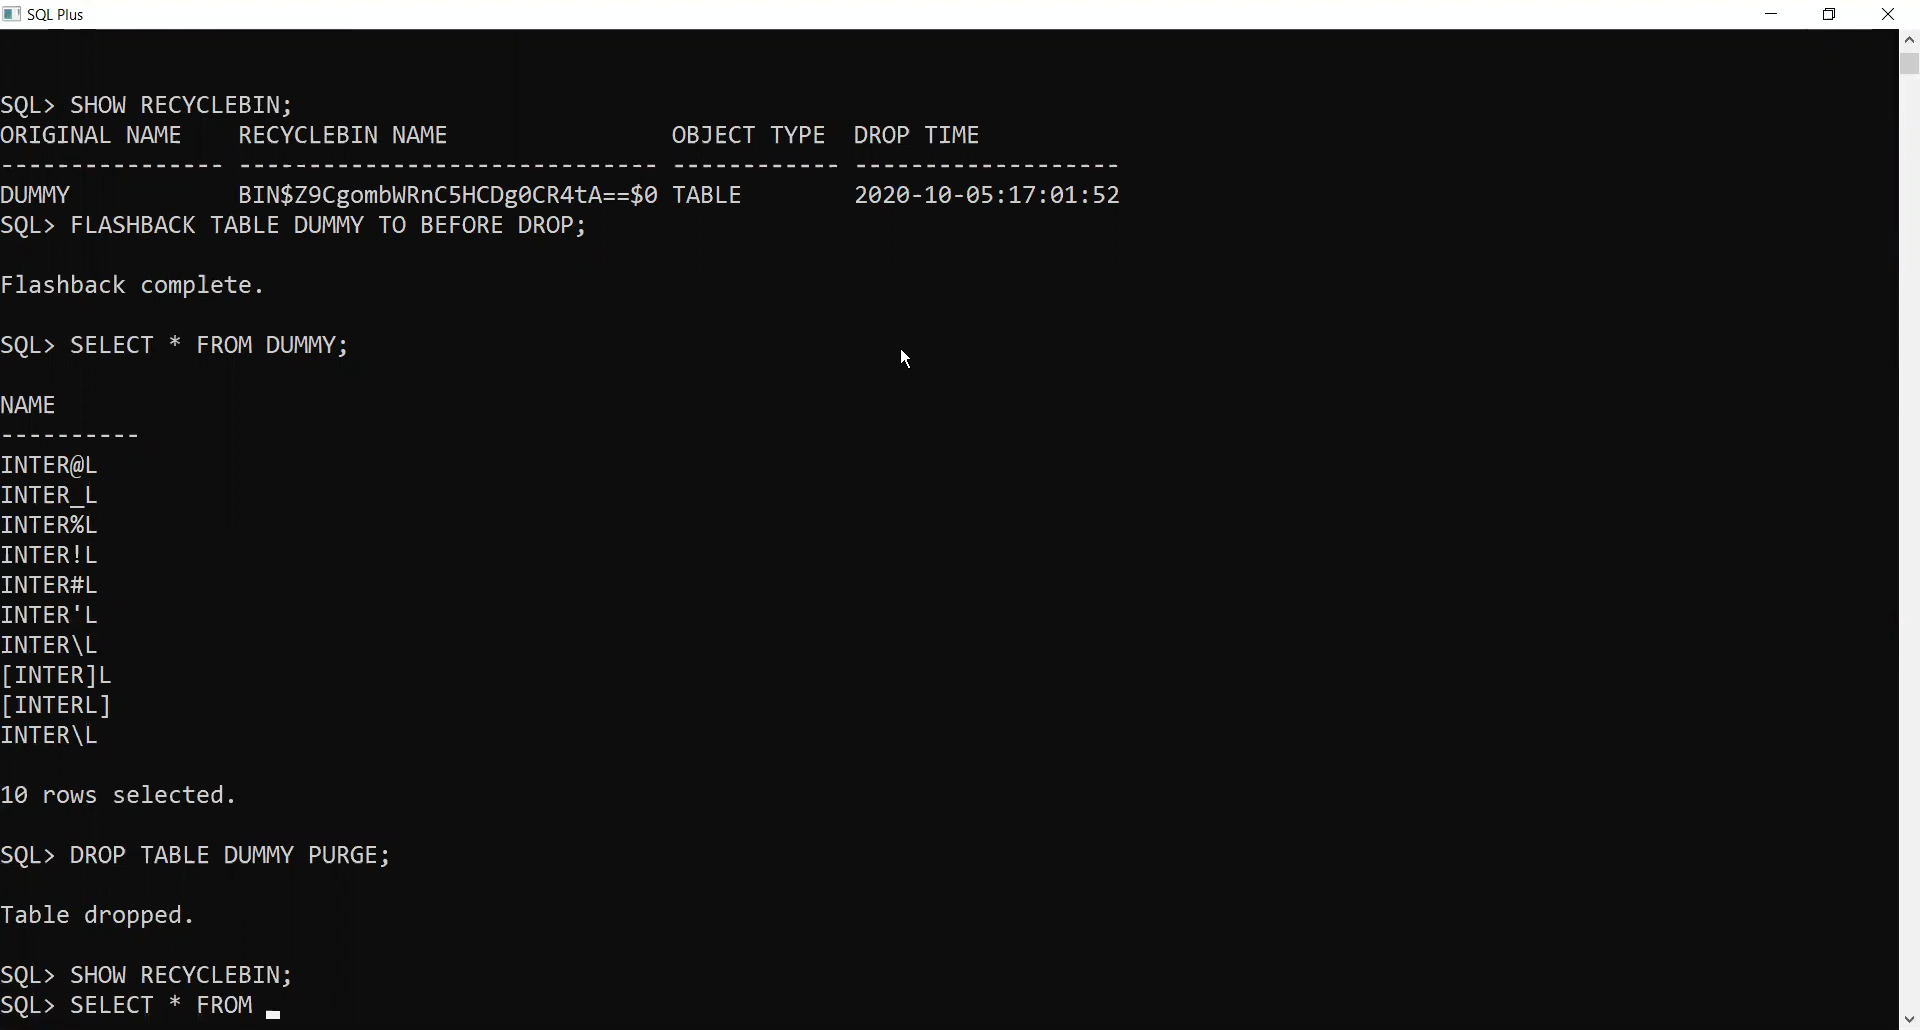 SQL Plus
SQL> SHOW RECYCLEBIN;
ORIGINAL NAME    RECYCLEBIN NAME                OBJECT TYPE  DROP TIME
---------------- ------------------------------ ------------ -------------------
DUMMY            BIN$Z9CgombWRnC5HCDg0CR4tA==$0 TABLE        2020-10-05:17:01:52
SQL> FLASHBACK TABLE DUMMY TO BEFORE DROP;
Flashback complete.
SQL> SELECT * FROM DUMMY;
NAME
----------
INTER@L
INTER_L
INTER%L
INTER!L
INTER#L
INTER'L
INTER\L
[INTER]L
[INTERL]
INTER\L
10 rows selected.
SQL> DROP TABLE DUMMY PURGE;
Table dropped.
SQL> SHOW RECYCLEBIN;
SQL> SELECT * FROM